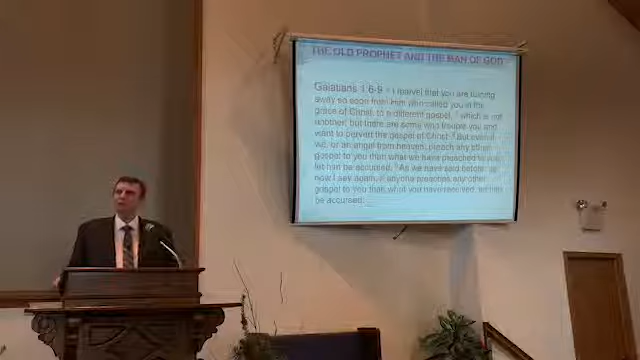 THE OLD PROPHET AND THE MAN OF GOD
Galatians 1:6-9 - I marvel that you are turning
away so soon from Him who called you in the
grace of Christ, to a different gospel, 7 which is not
another; but there are some who trouble you and
want to pervert the gospel of Christ. 8 But even if
we, or an angel from heaven, preach any other
gospel to you than what we have preached to you,
let him be accursed. 9 As we have said before, so
now I say again, if anyone preaches any other
gospel to you than what you have received, let him
be accursed.